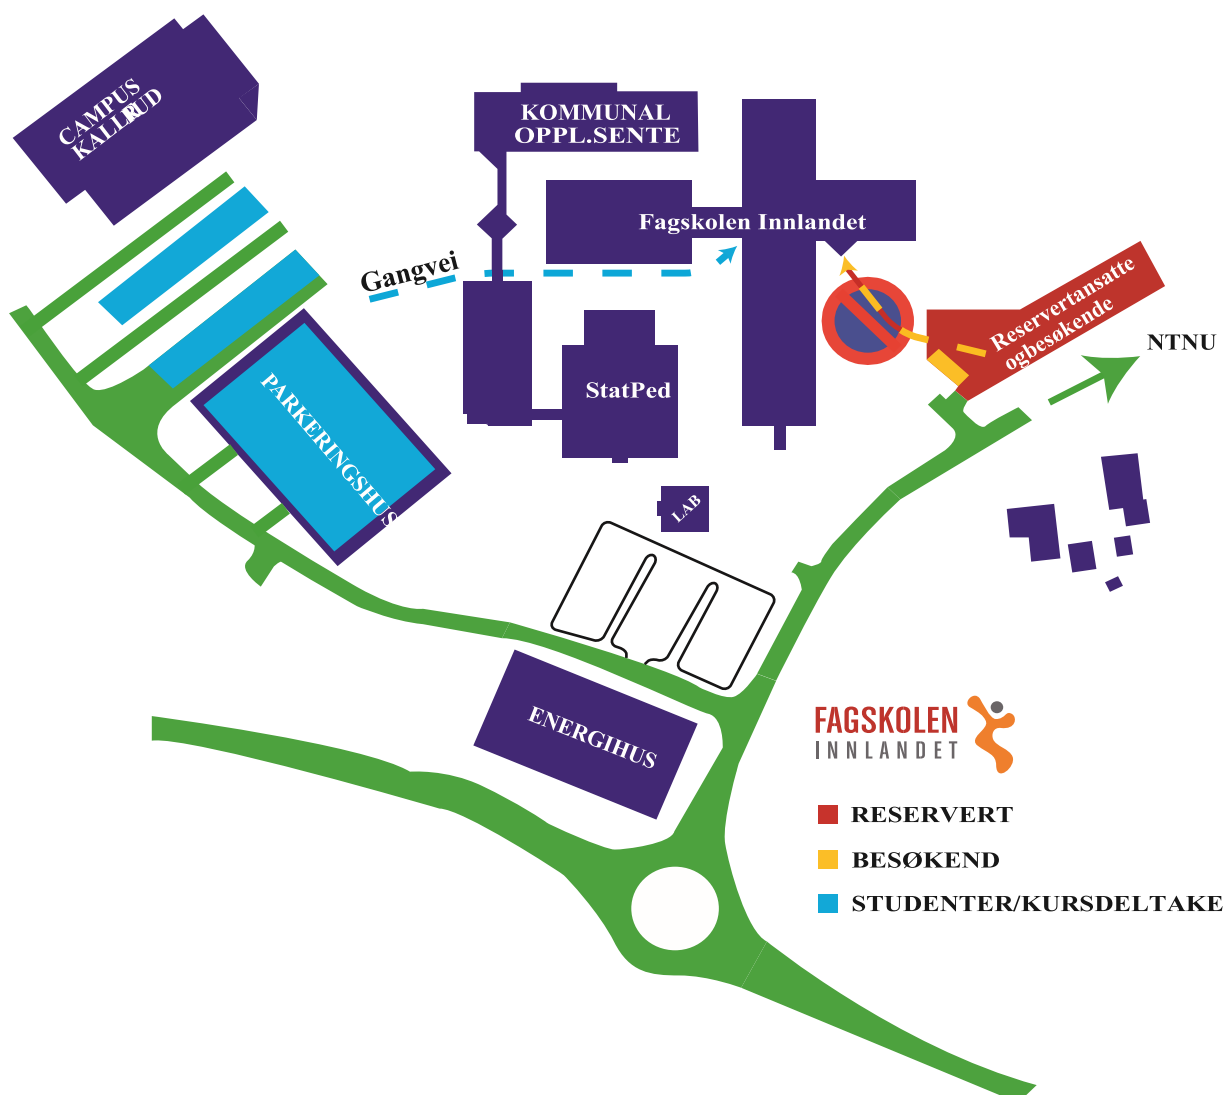 CAMPUS
KALLRUD
KOMMUNAL
OPPL.SENTE
Fagskolen Innlandet
Gangvei
Reservertansatte
ogbesøkende
NTNU
StatPed
PARKERINGSHUS
LAB
ENERGIHUS
FAGSKOLEN
INNLANDET
RESERVERT
BESØKEND
STUDENTER/KURSDELTAKE